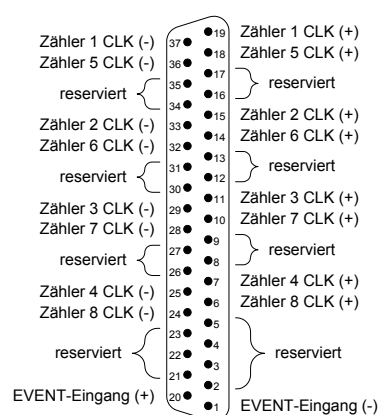 Zähler 1 CLK (-) 37 19 Zähler 1 CLK (+)
Zähler 5 CLK (-) 36 18 Zähler 5 CLK (+)
reserviert 35 34 17 16 reserviert
Zähler 2 CLK (-) 33 15 Zähler 2 CLK (+)
Zähler 6 CLK (-) 32 14 Zähler 6 CLK (+)
reserviert 31 30 13 12 reserviert
Zähler 3 CLK (-) 29 11 Zähler 3 CLK (+)
Zähler 7 CLK (-) 28 10 Zähler 7 CLK (+)
reserviert 27 26 9 8 reserviert
Zähler 4 CLK (-) 25 7 Zähler 4 CLK (+)
Zähler 8 CLK (-) 24 6 Zähler 8 CLK (+)
reserviert 23 22 21 5 4 3 2 reserviert
EVENT-Eingang (+) 20 1 EVENT-Eingang (-)